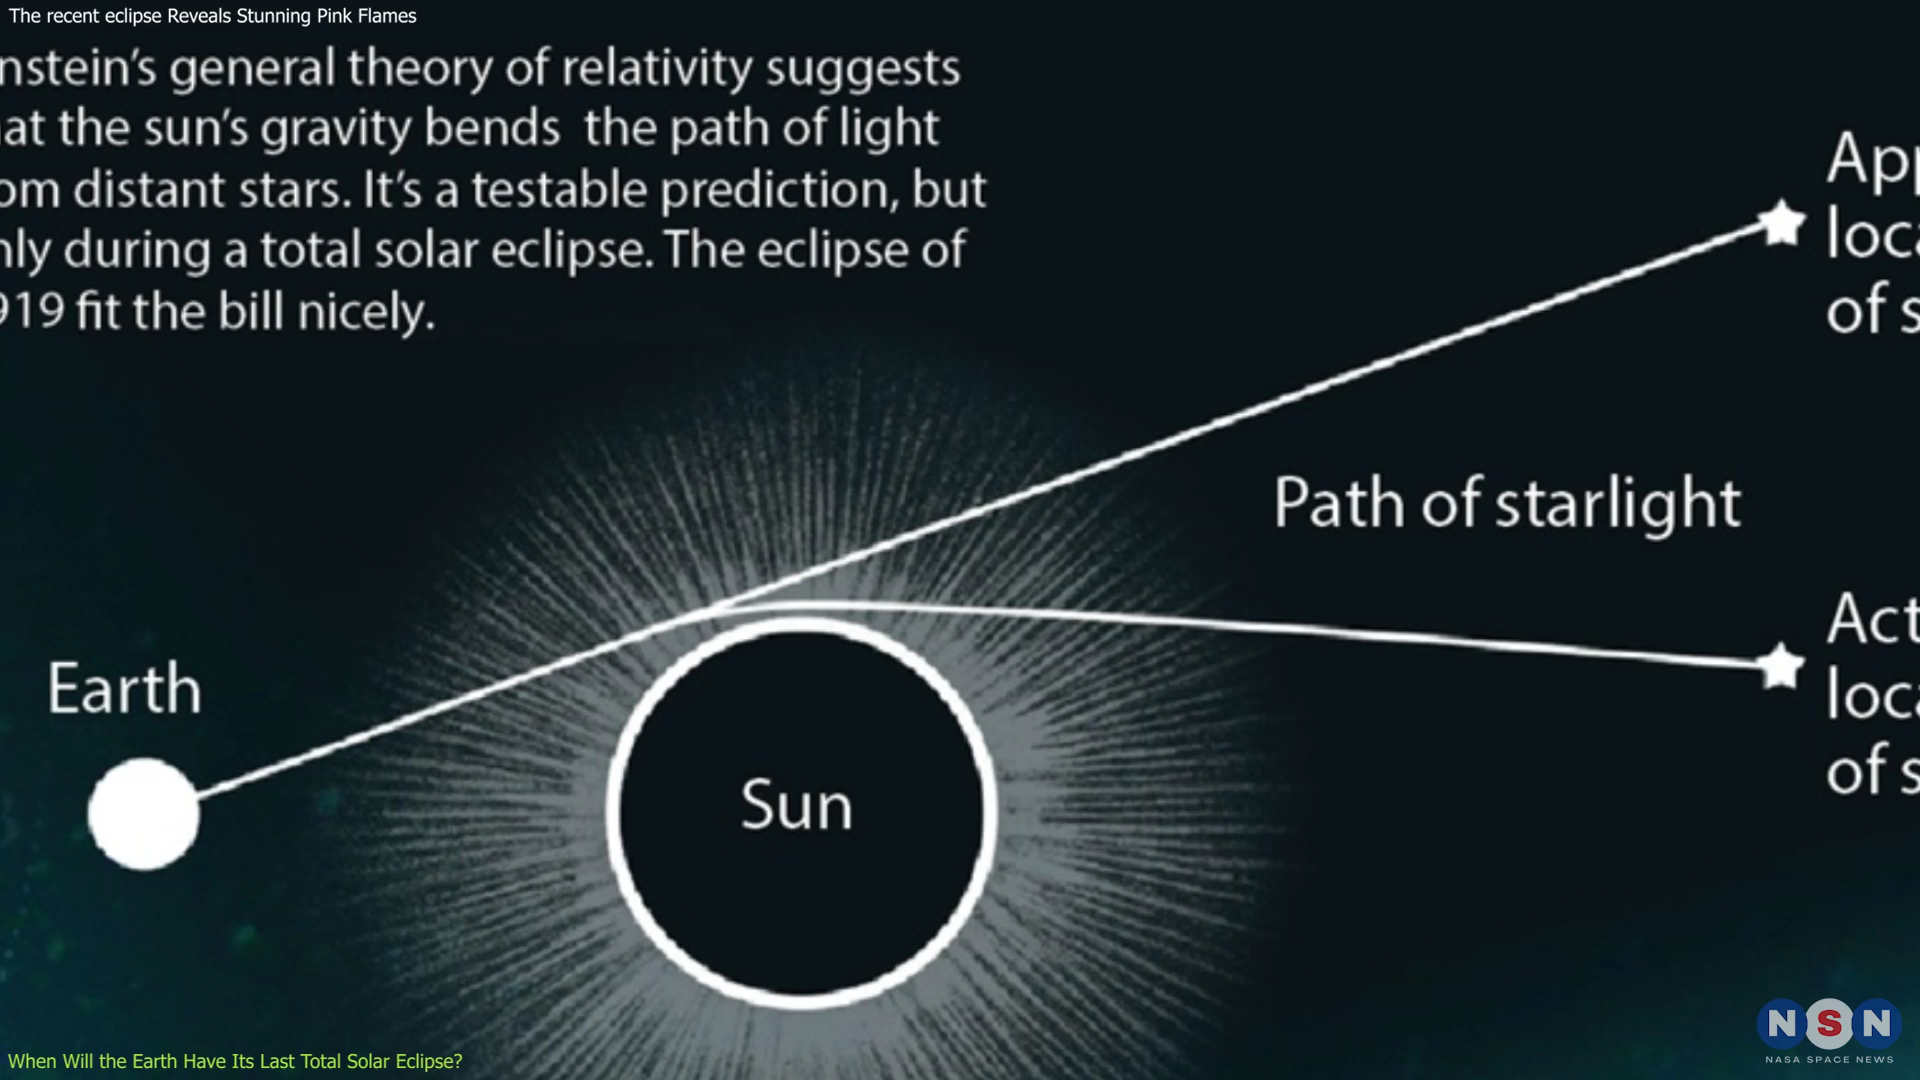 The recent eclipse Reveals Stunning Pink Flames
nstein's general theory of relativity suggests
at the sun's gravity bends the path of light
om distant stars. It's a testable prediction, but
nly during a total solar eclipse. The eclipse of
919 fit the bill nicely.
App
loca
of s
Path of starlight
Act
loca
of s
Earth
Sun
NSN
NASA SPACE NEWS
When Will the Earth Have Its Last Total Solar Eclipse?